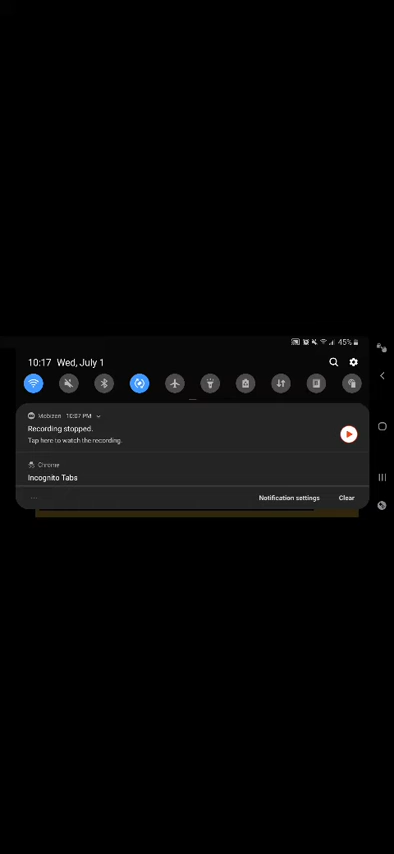 45%
10:17 Wed, July 1
Mobizen 10:07 PM
Recording stopped.
Tap here to watch the recording.
Chrome
Incognito Tabs
Notification settings Clear